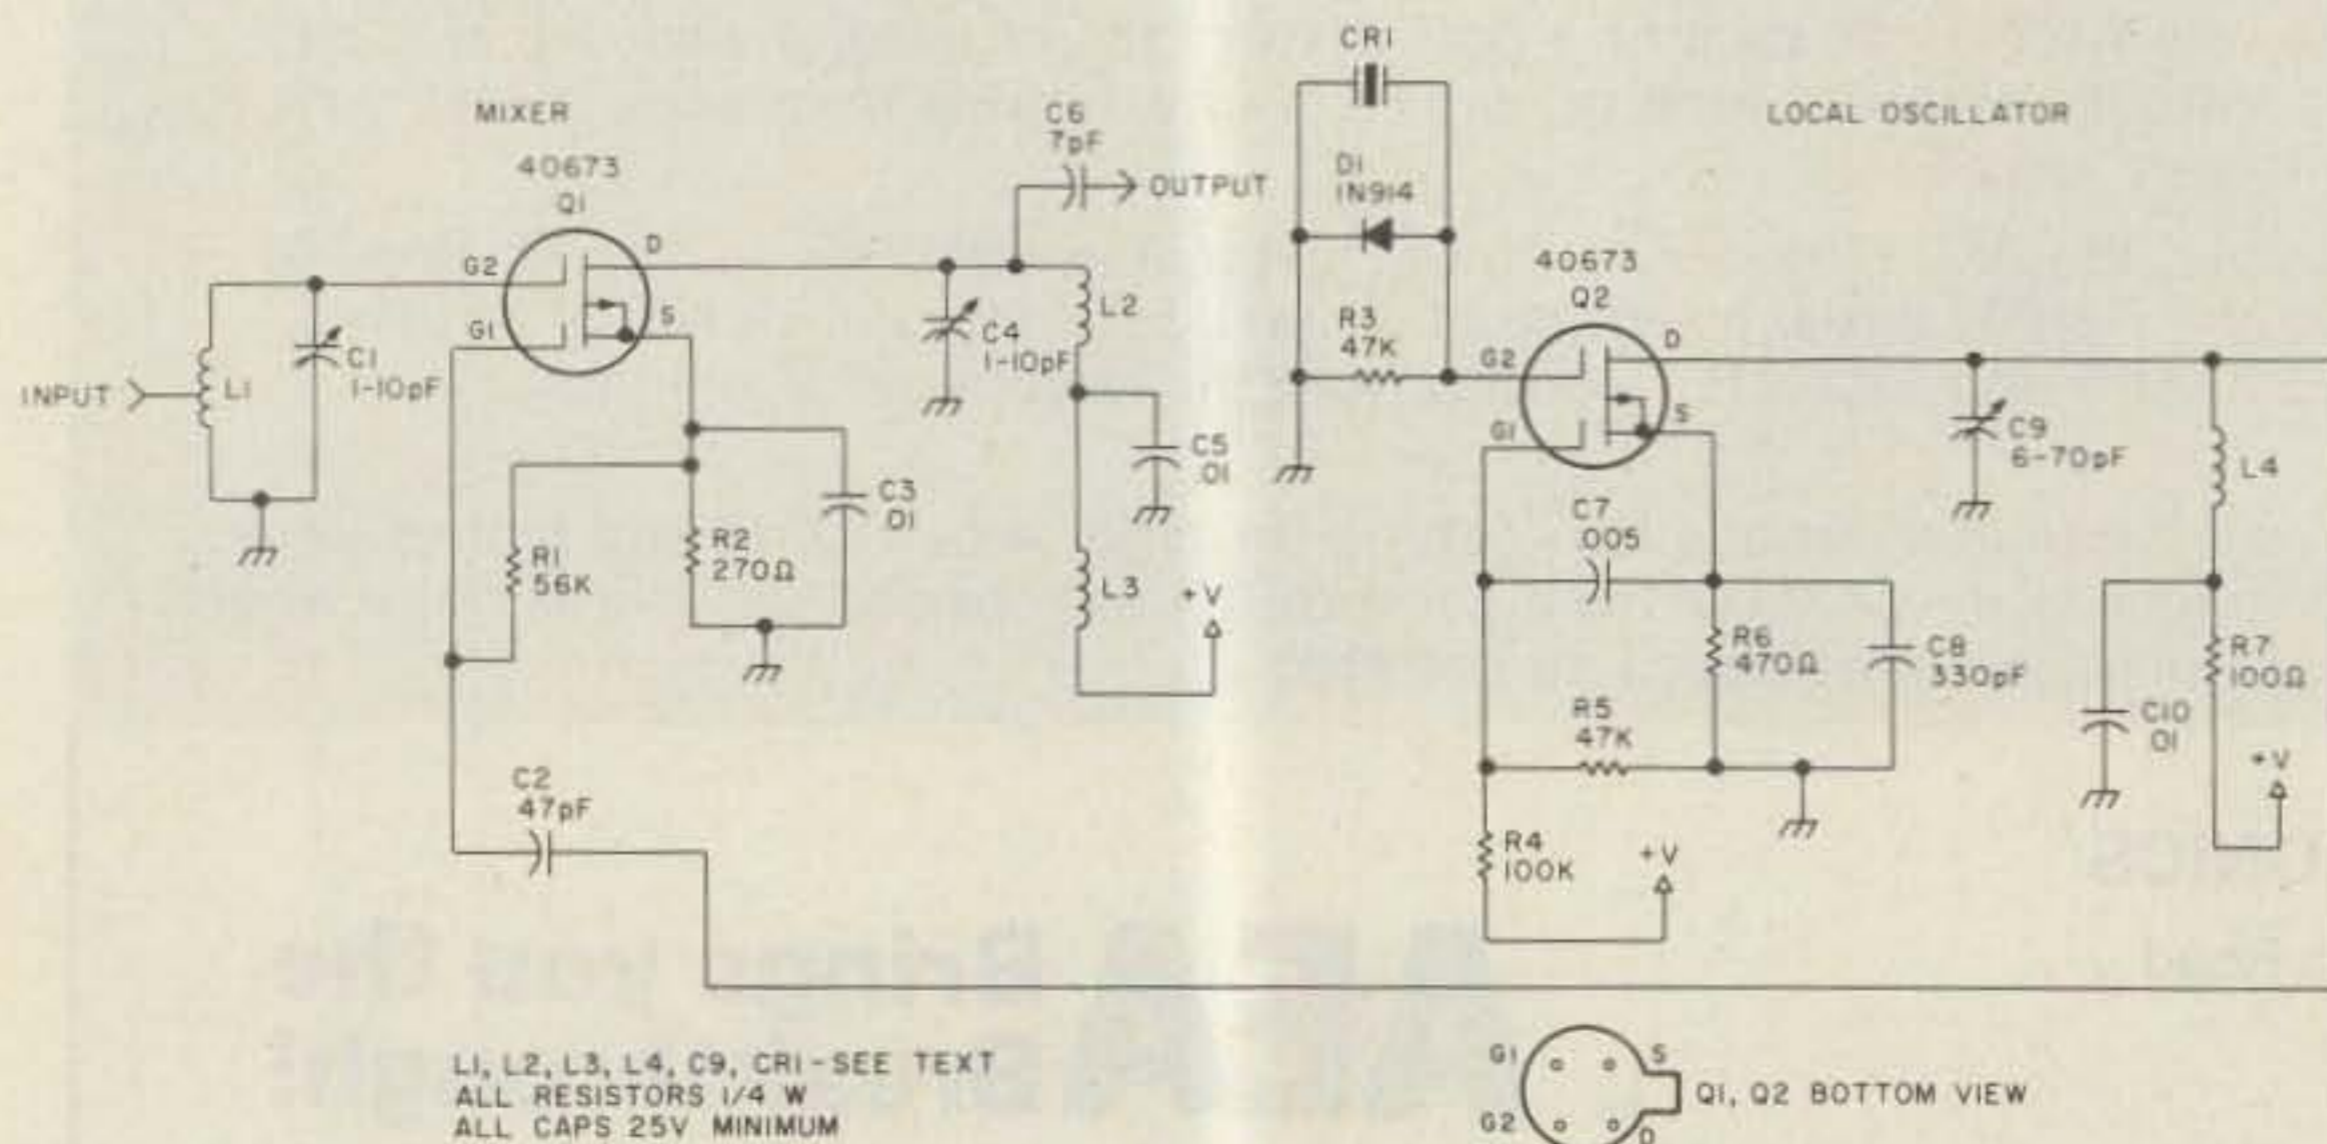 MIXER
40673
Q1
G2
D
G1
S
INPUT
L1
C1
1-10pF
C6
7pF
OUTPUT
C4
1-10pF
L2
C5
.01
L3
+V
R1
56K
R2
270Ω
C3
.01
C2
47pF
LOCAL OSCILLATOR
CR1
D1
1N914
R3
47K
40673
Q2
G2
D
G1
S
C9
6-70pF
L4
C7
.005
R6
470Ω
C8
330pF
R5
47K
R4
100K
+V
C10
.01
R7
100Ω
+V
L1, L2, L3, L4, C9, CR1 - SEE TEXT
ALL RESISTORS 1/4 W
ALL CAPS 25V MINIMUM
G1
S
G2
D
Q1, Q2 BOTTOM VIEW